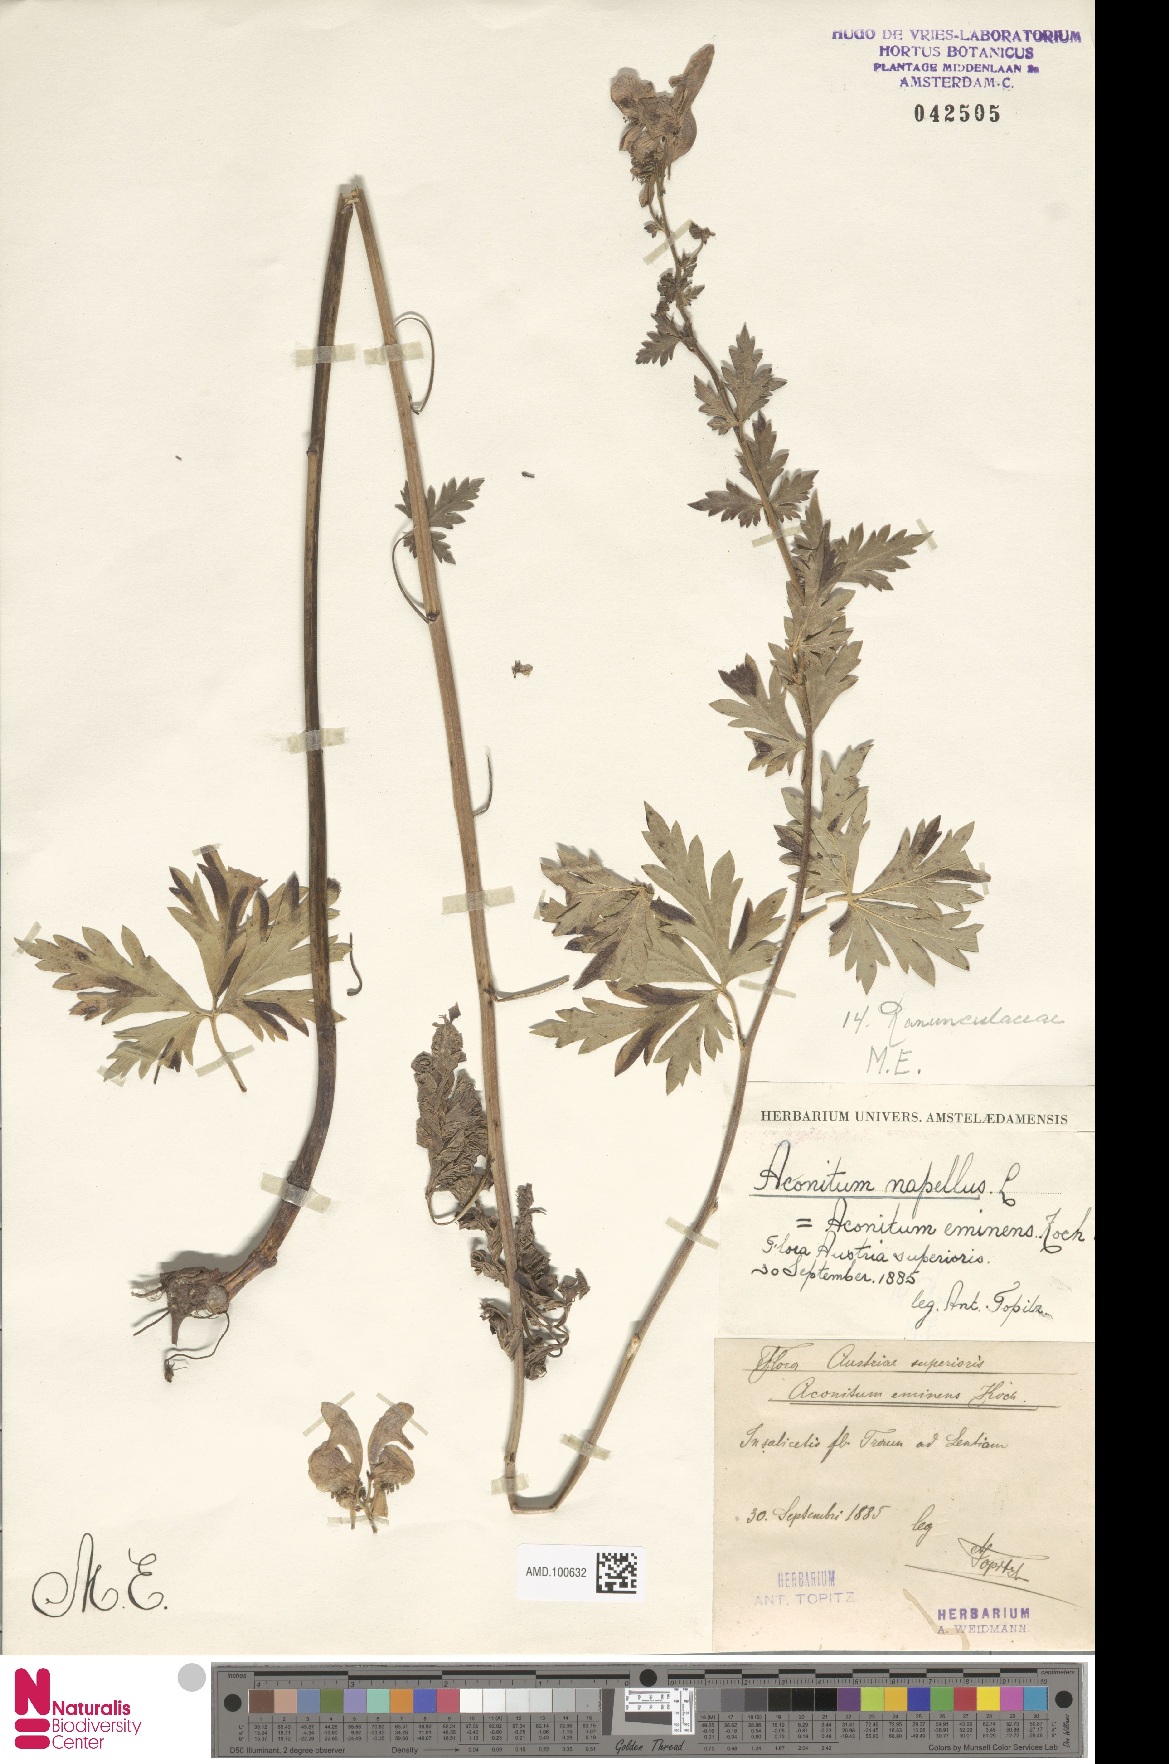 HUGO DE VRIES-LABORATORIUM
HORTUS BOTANICUS
PLANTAGE MIDDENLAAN 2a
AMSTERDAM-C.
042505
14. Ranunculaceae
M.E.
HERBARIUM UNIVERS. AMSTELÆDAMENSIS
Aconitum napellus. L
= Aconitum eminens. Koch.
Flora Austria superioris.
30 September. 1885
leg. Ant. Topitz
Flora Austriae superioris
Aconitum eminens Koch.
In salicetis fl. Traun ad Lentiam
30. Septembri 1885
leg
Topitz
HERBARIUM
ANT. TOPITZ
HERBARIUM
A. WEIDMANN.
AMD.100632
M.E.
Naturalis
Biodiversity
Center
inches
centimetres
D50 Illuminant, 2 degree observer
Density
Golden Thread
Colors by Munsell Color Services Lab